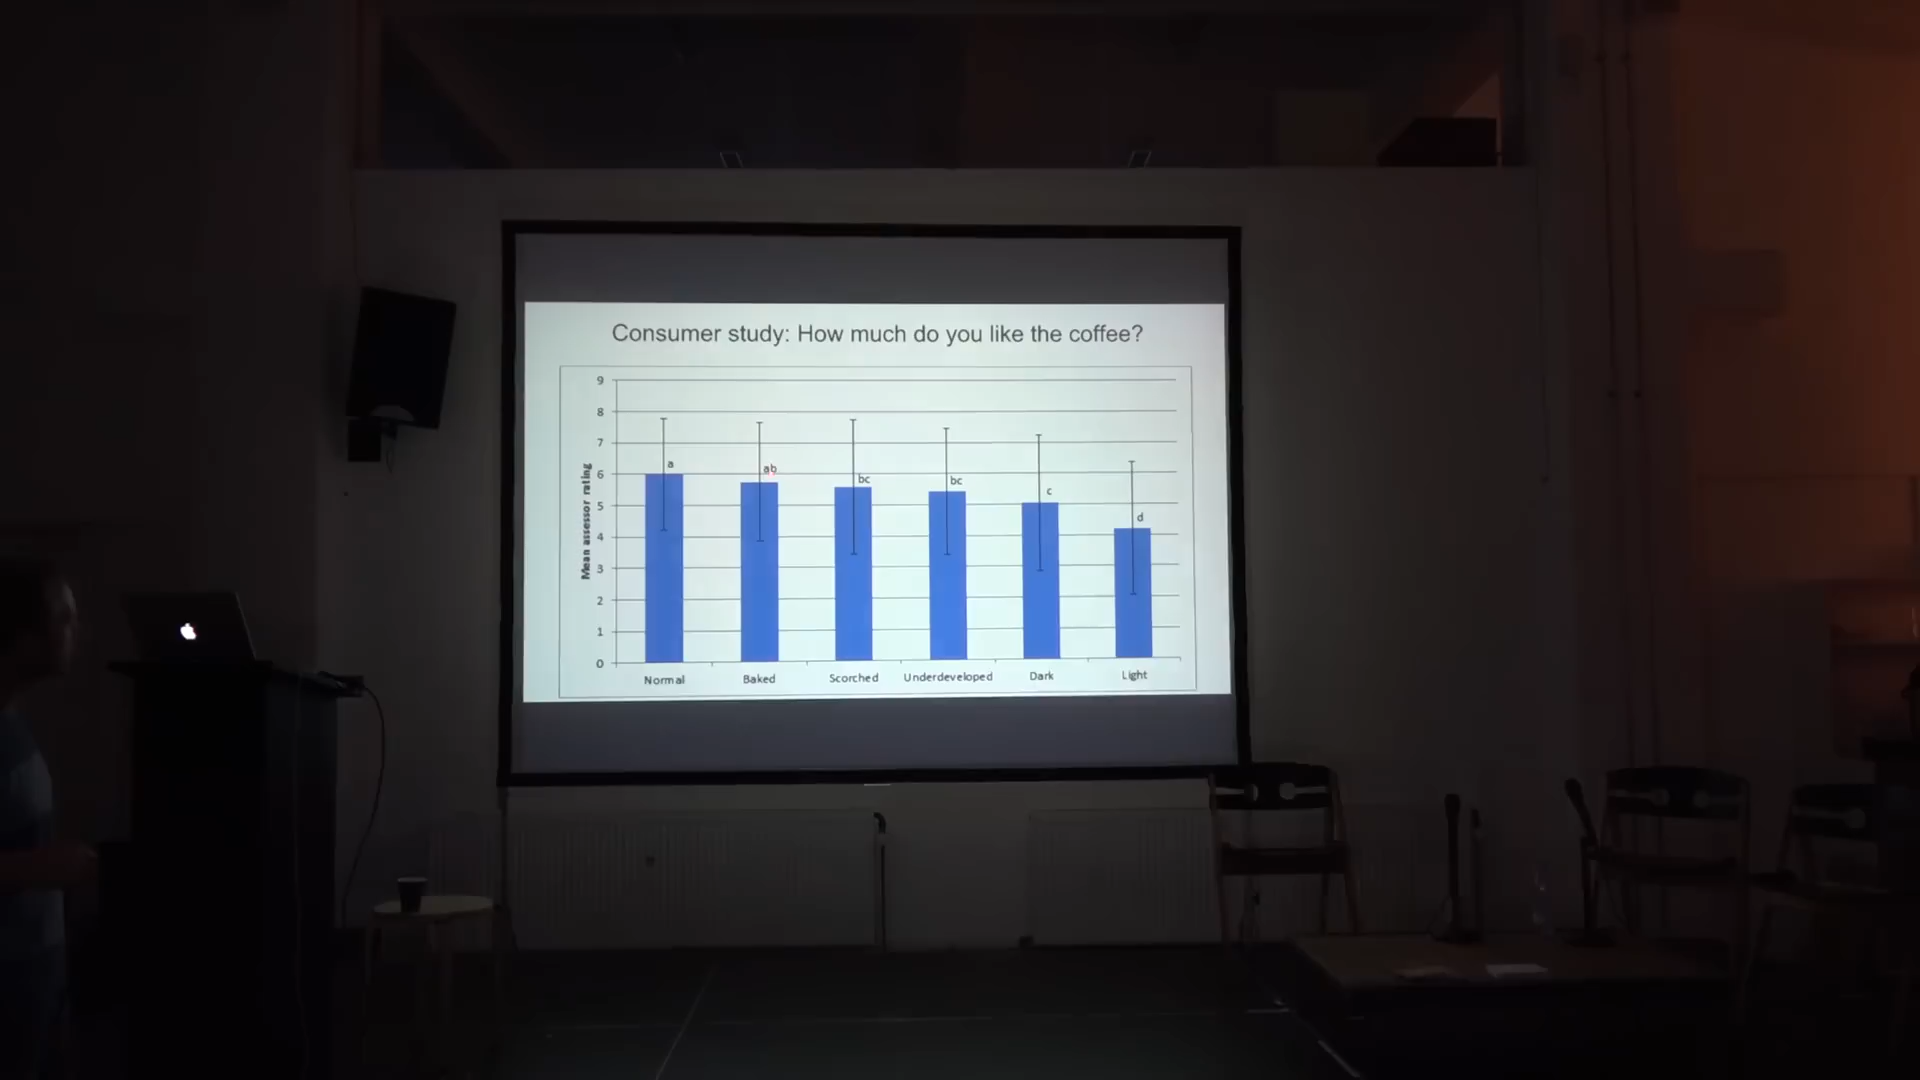 Consumer study: How much do you like the coffee?
9
8
7
6
5
4
3
2
1
0
Mean assessor rating
a
ab
bc
bc
c
d
Normal
Baked
Scorched
Underdeveloped
Dark
Light